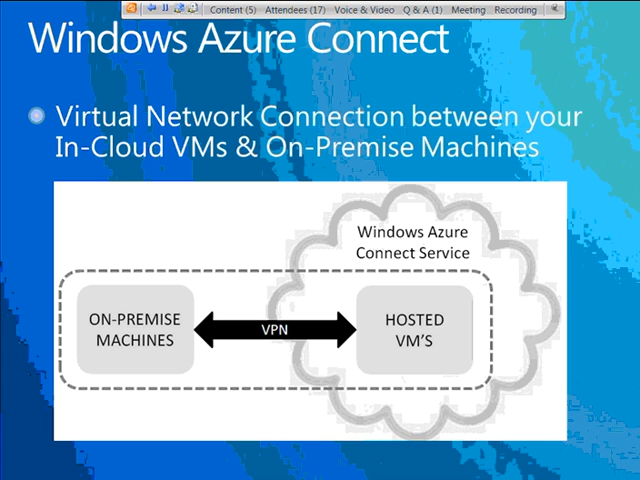 Content (5) Attendees (17) Voice & Video Q & A (1) Meeting Recording
Windows Azure Connect
Virtual Network Connection between your
In-Cloud VMs & On-Premise Machines
Windows Azure
Connect Service
ON-PREMISE
MACHINES
VPN
HOSTED
VM'S